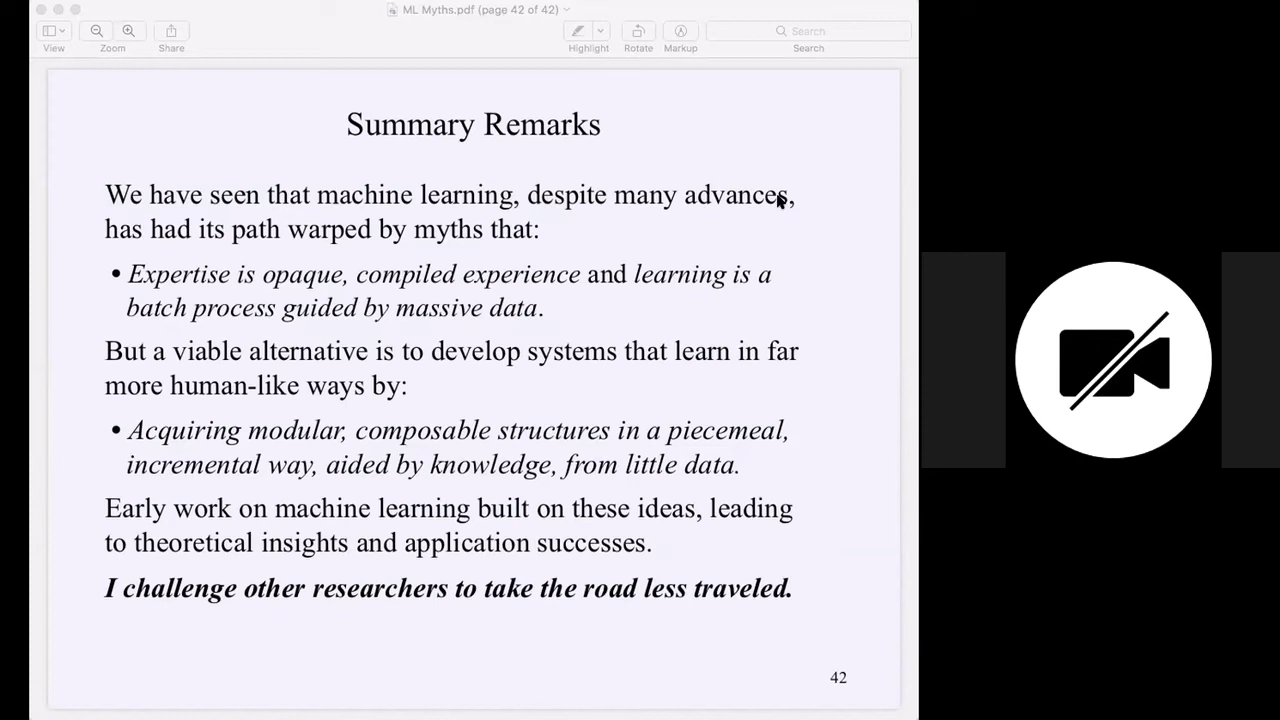 ML Myths.pdf (page 42 of 42)
View
Zoom
Share
Highlight
Rotate
Markup
Search
Search
Summary Remarks
We have seen that machine learning, despite many advances,
has had its path warped by myths that:
• Expertise is opaque, compiled experience and learning is a
batch process guided by massive data.
But a viable alternative is to develop systems that learn in far
more human-like ways by:
• Acquiring modular, composable structures in a piecemeal,
incremental way, aided by knowledge, from little data.
Early work on machine learning built on these ideas, leading
to theoretical insights and application successes.
I challenge other researchers to take the road less traveled.
42